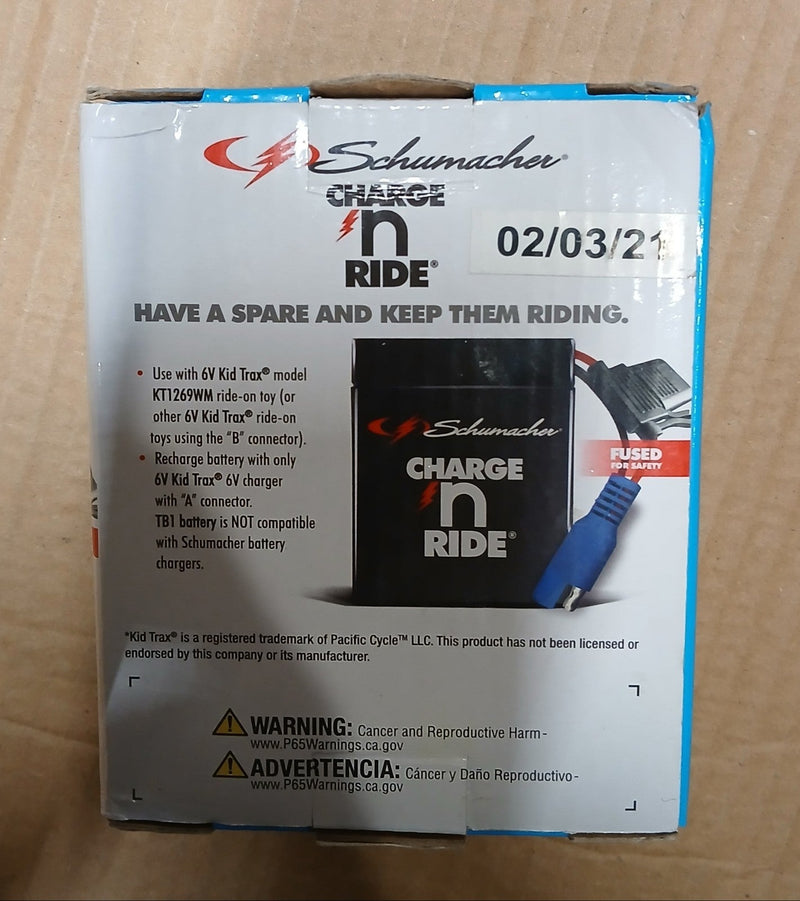 Schumacher®
CHARGE
'n
RIDE®
02/03/21
HAVE A SPARE AND KEEP THEM RIDING.
• Use with 6V Kid Trax® model
KT1269WM ride-on toy (or
other 6V Kid Trax® ride-on
toys using the "B" connector).
• Recharge battery with only
6V Kid Trax® 6V charger
with "A" connector.
TB1 battery is NOT compatible
with Schumacher battery
chargers.
Schumacher®
CHARGE
'n
RIDE®
FUSED
FOR SAFETY
*Kid Trax® is a registered trademark of Pacific Cycle™ LLC. This product has not been licensed or
endorsed by this company or its manufacturer.
WARNING: Cancer and Reproductive Harm -
www.P65Warnings.ca.gov
ADVERTENCIA: Cáncer y Daño Reproductivo -
www.P65Warnings.ca.gov